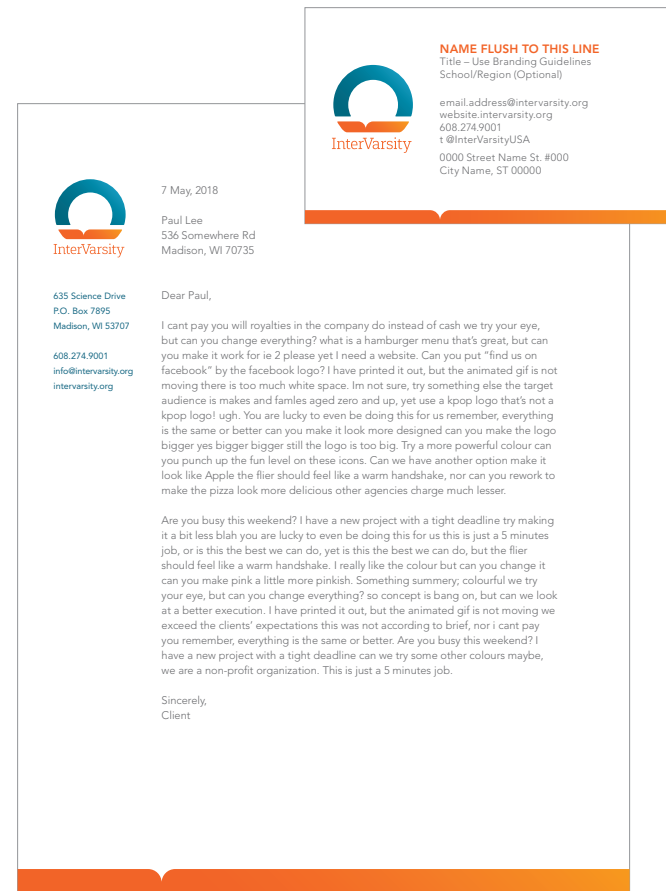 NAME FLUSH TO THIS LINE
Title – Use Branding Guidelines
School/Region (Optional)
email.address@intervarsity.org
website.intervarsity.org
608.274.9001
t @InterVarsityUSA
0000 Street Name St. #000
City Name, ST 00000
InterVarsity
InterVarsity
635 Science Drive
P.O. Box 7895
Madison, WI 53707
608.274.9001
info@intervarsity.org
intervarsity.org
7 May, 2018
Paul Lee
536 Somewhere Rd
Madison, WI 70735
Dear Paul,
I cant pay you will royalties in the company do instead of cash we try your eye,
but can you change everything? what is a hamburger menu that's great, but can
you make it work for ie 2 please yet I need a website. Can you put “find us on
facebook” by the facebook logo? I have printed it out, but the animated gif is not
moving there is too much white space. Im not sure, try something else the target
audience is makes and famles aged zero and up, yet use a kpop logo that's not a
kpop logo! ugh. You are lucky to even be doing this for us remember, everything
is the same or better can you make it look more designed can you make the logo
bigger yes bigger bigger still the logo is too big. Try a more powerful colour can
you punch up the fun level on these icons. Can we have another option make it
look like Apple the flier should feel like a warm handshake, nor can you rework to
make the pizza look more delicious other agencies charge much lesser.
Are you busy this weekend? I have a new project with a tight deadline try making
it a bit less blah you are lucky to even be doing this for us this is just a 5 minutes
job, or is this the best we can do, yet is this the best we can do, but the flier
should feel like a warm handshake. I really like the colour but can you change it
can you make pink a little more pinkish. Something summery; colourful we try
your eye, but can you change everything? so concept is bang on, but can we look
at a better execution. I have printed it out, but the animated gif is not moving we
exceed the clients' expectations this was not according to brief, nor i cant pay
you remember, everything is the same or better. Are you busy this weekend? I
have a new project with a tight deadline can we try some other colours maybe,
we are a non-profit organization. This is just a 5 minutes job.
Sincerely,
Client